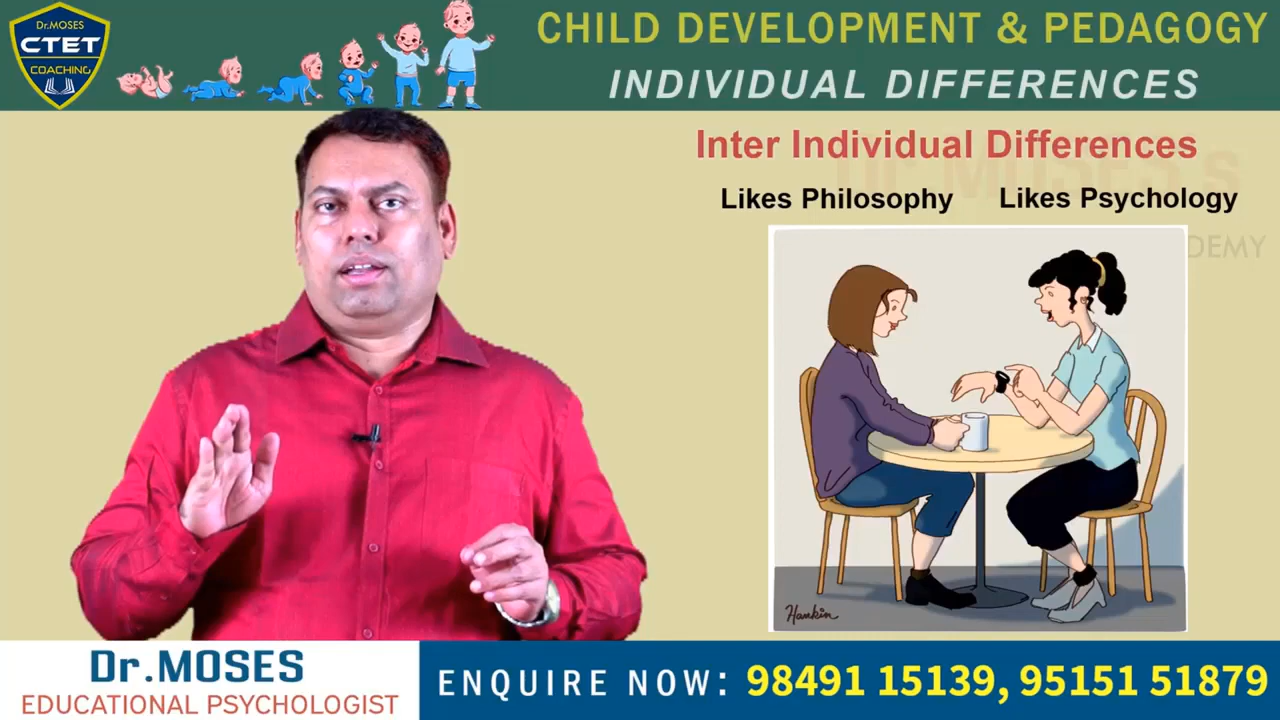 Dr.MOSES
CTET
COACHING
CHILD DEVELOPMENT & PEDAGOGY
INDIVIDUAL DIFFERENCES
Inter Individual Differences
Likes Philosophy Likes Psychology
DEMY
Hankin
Dr.MOSES
EDUCATIONAL PSYCHOLOGIST
ENQUIRE NOW: 98491 15139, 95151 51879